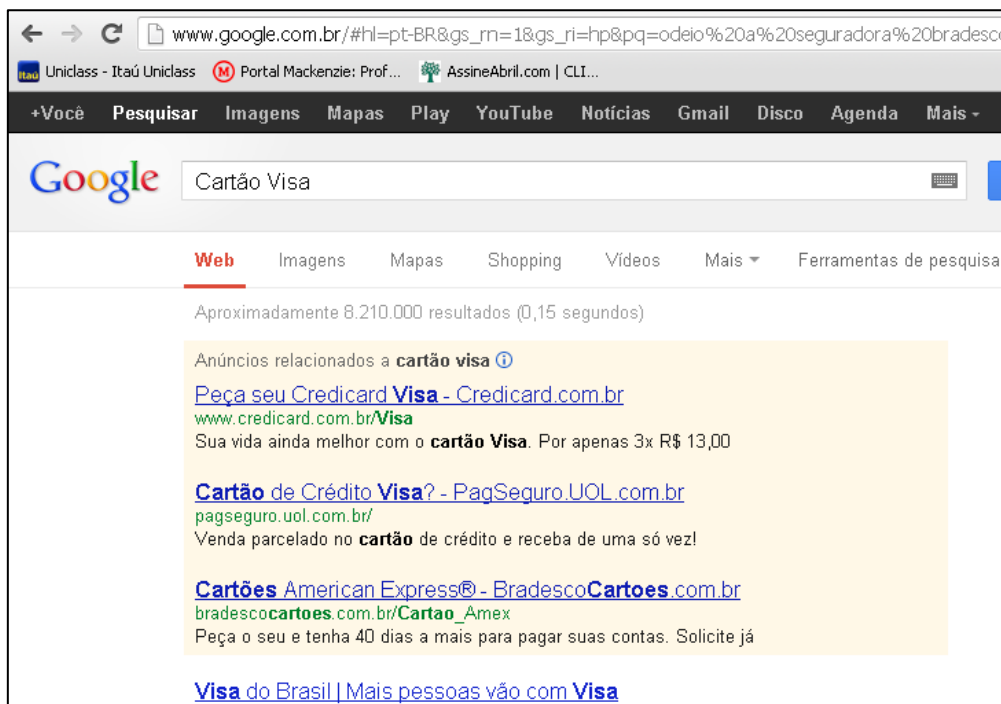 www.google.com.br/#hl=pt-BR&gs_rn=1&gs_ri=hp&pq=odeio%20a%20seguradora%20bradesco
Itaú Uniclass - Itaú Uniclass M Portal Mackenzie: Prof... AssineAbril.com | CLI...
+Você Pesquisar Imagens Mapas Play YouTube Notícias Gmail Disco Agenda Mais
Google Cartão Visa
Web Imagens Mapas Shopping Vídeos Mais Ferramentas de pesquisa
Aproximadamente 8.210.000 resultados (0,15 segundos)
Anúncios relacionados a cartão visa
Peça seu Credicard Visa - Credicard.com.br
www.credicard.com.br/Visa
Sua vida ainda melhor com o cartão Visa. Por apenas 3x R$ 13,00
Cartão de Crédito Visa? - PagSeguro.UOL.com.br
pagseguro.uol.com.br/
Venda parcelado no cartão de crédito e receba de uma só vez!
Cartões American Express® - BradescoCartoes.com.br
bradescocartoes.com.br/Cartao_Amex
Peça o seu e tenha 40 dias a mais para pagar suas contas. Solicite já
Visa do Brasil | Mais pessoas vão com Visa